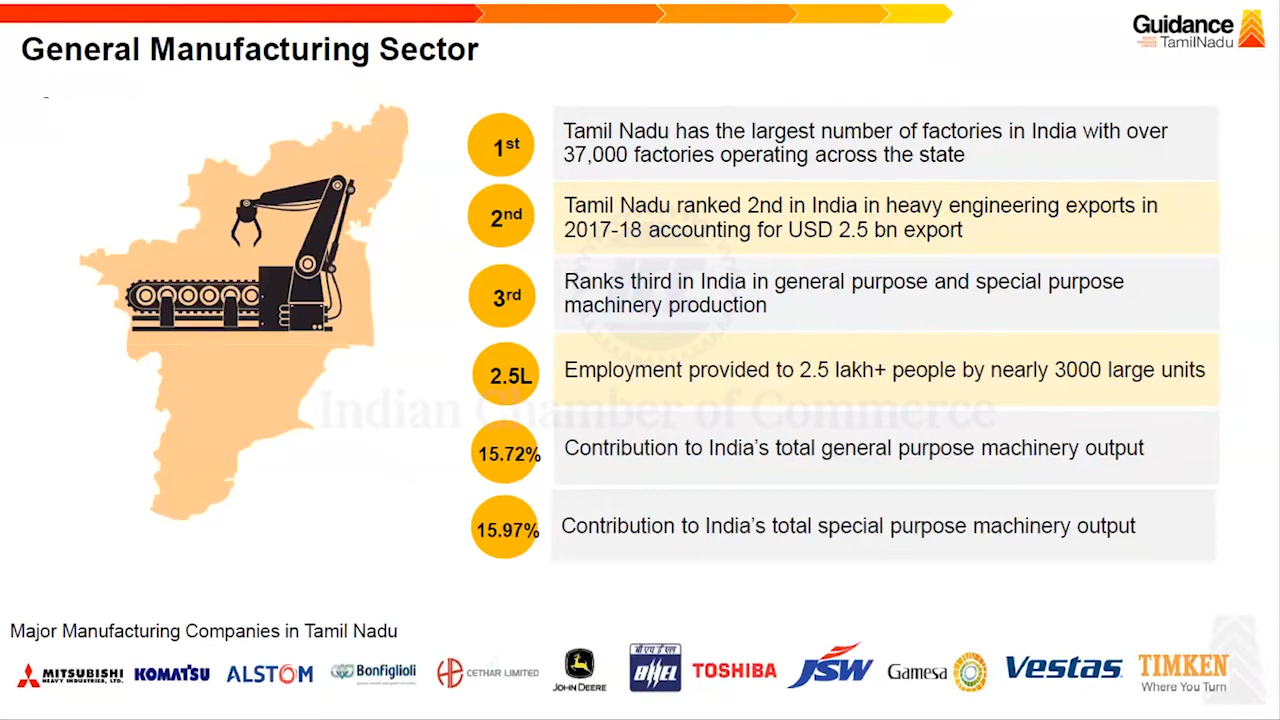 Guidance
TamilNadu
General Manufacturing Sector
1st
Tamil Nadu has the largest number of factories in India with over
37,000 factories operating across the state
2nd
Tamil Nadu ranked 2nd in India in heavy engineering exports in
2017-18 accounting for USD 2.5 bn export
3rd
Ranks third in India in general purpose and special purpose
machinery production
2.5L
Employment provided to 2.5 lakh+ people by nearly 3000 large units
Indian Chamber of Commerce
15.72%
Contribution to India's total general purpose machinery output
15.97%
Contribution to India's total special purpose machinery output
Major Manufacturing Companies in Tamil Nadu
MITSUBISHI
HEAVY INDUSTRIES, LTD.
KOMATSU
ALSTOM
Bonfiglioli
CETHAR LIMITED
JOHN DEERE
बी एच ई एल
BHEL
TOSHIBA
JSW
Gamesa
Vestas
TIMKEN
Where You Turn